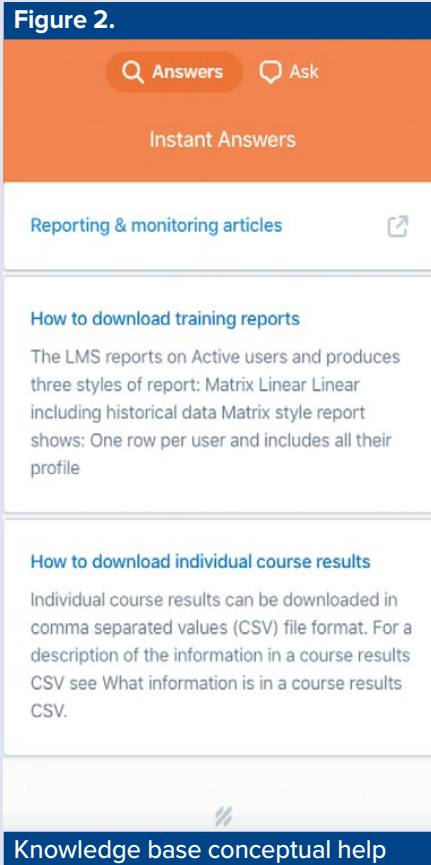 Figure 2.
Answers Ask
Instant Answers
Reporting & monitoring articles
How to download training reports
The LMS reports on Active users and produces
three styles of report: Matrix Linear Linear
including historical data Matrix style report
shows: One row per user and includes all their
profile
How to download individual course results
Individual course results can be downloaded in
comma separated values (CSV) file format. For a
description of the information in a course results
CSV see What information is in a course results
CSV.
Knowledge base conceptual help